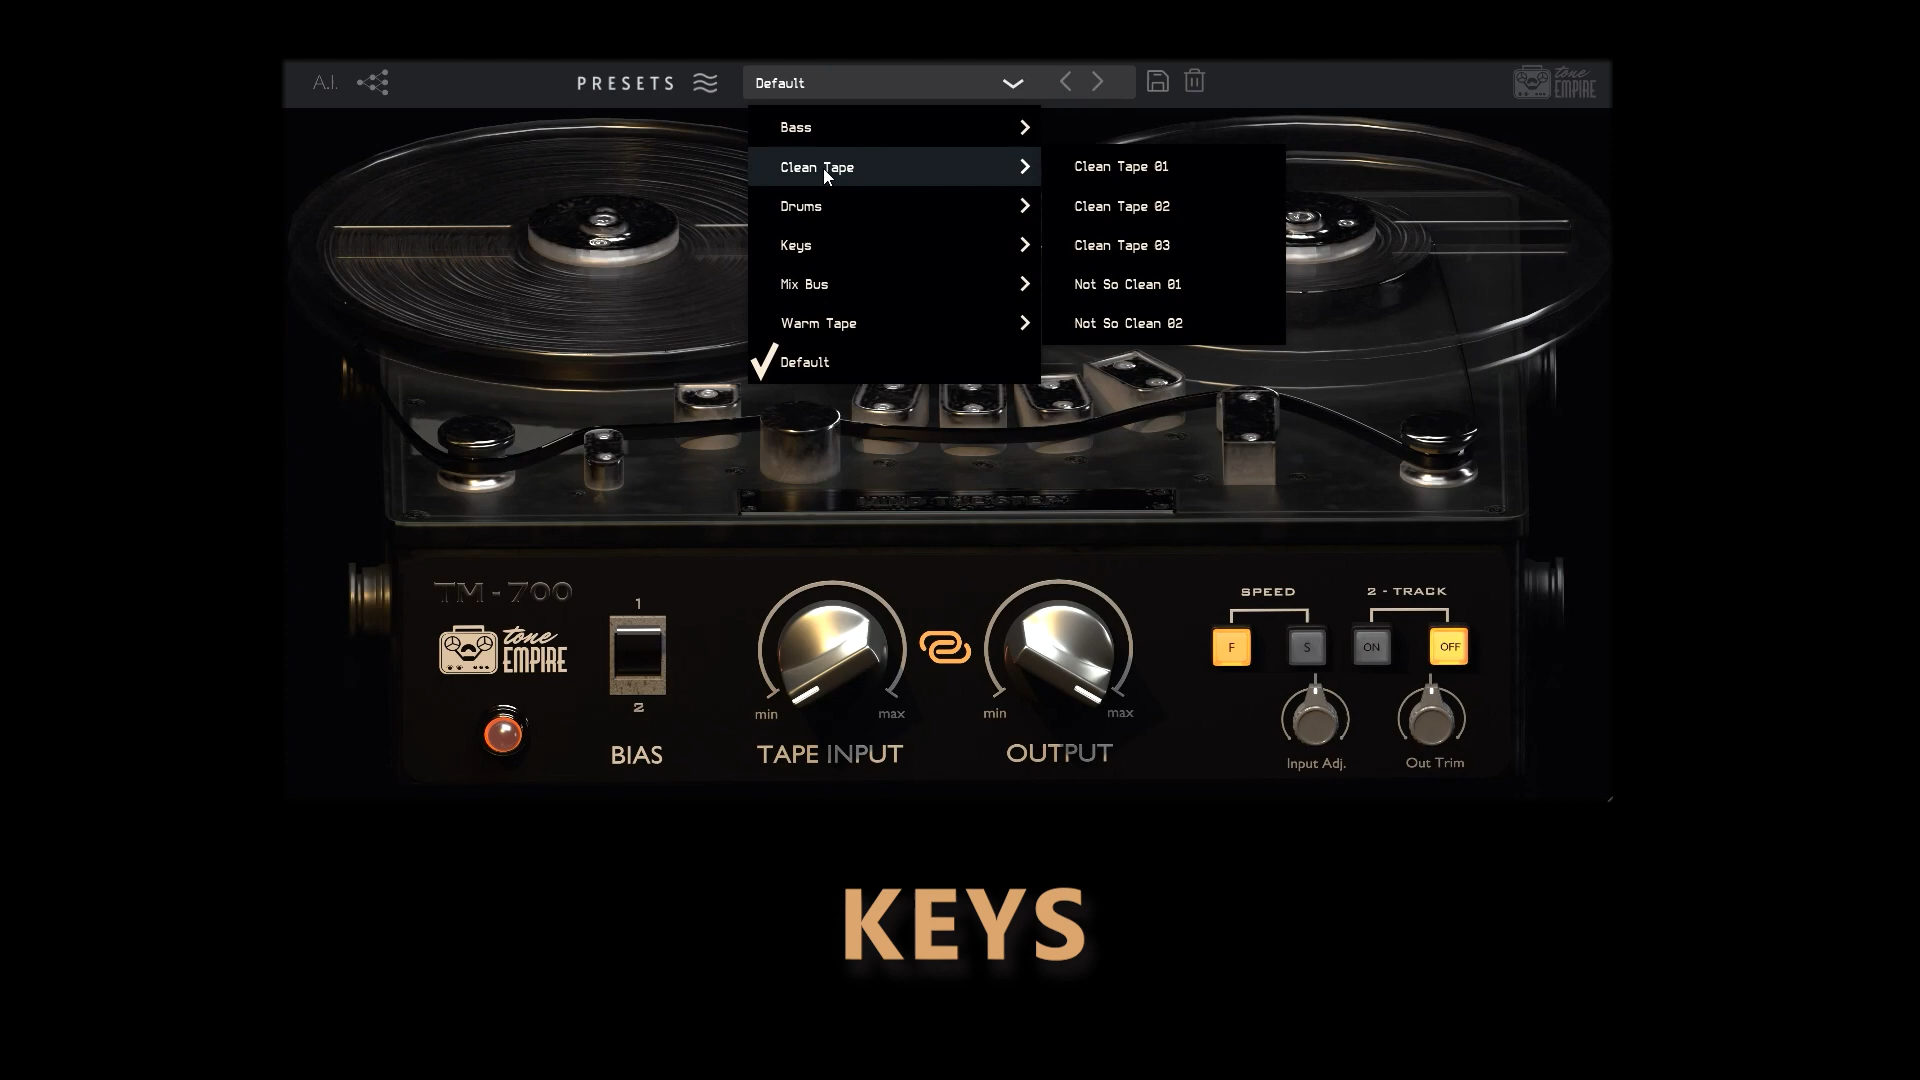 A.I.
PRESETS
Default
tone
EMPIRE
Bass
Clean Tape
Drums
Keys
Mix Bus
Warm Tape
Default
Clean Tape 01
Clean Tape 02
Clean Tape 03
Not So Clean 01
Not So Clean 02
TM-700
tone
EMPIRE
1
2
BIAS
min
max
TAPE INPUT
min
max
OUTPUT
SPEED
2 - TRACK
F
S
ON
OFF
Input Adj.
Out Trim
KEYS